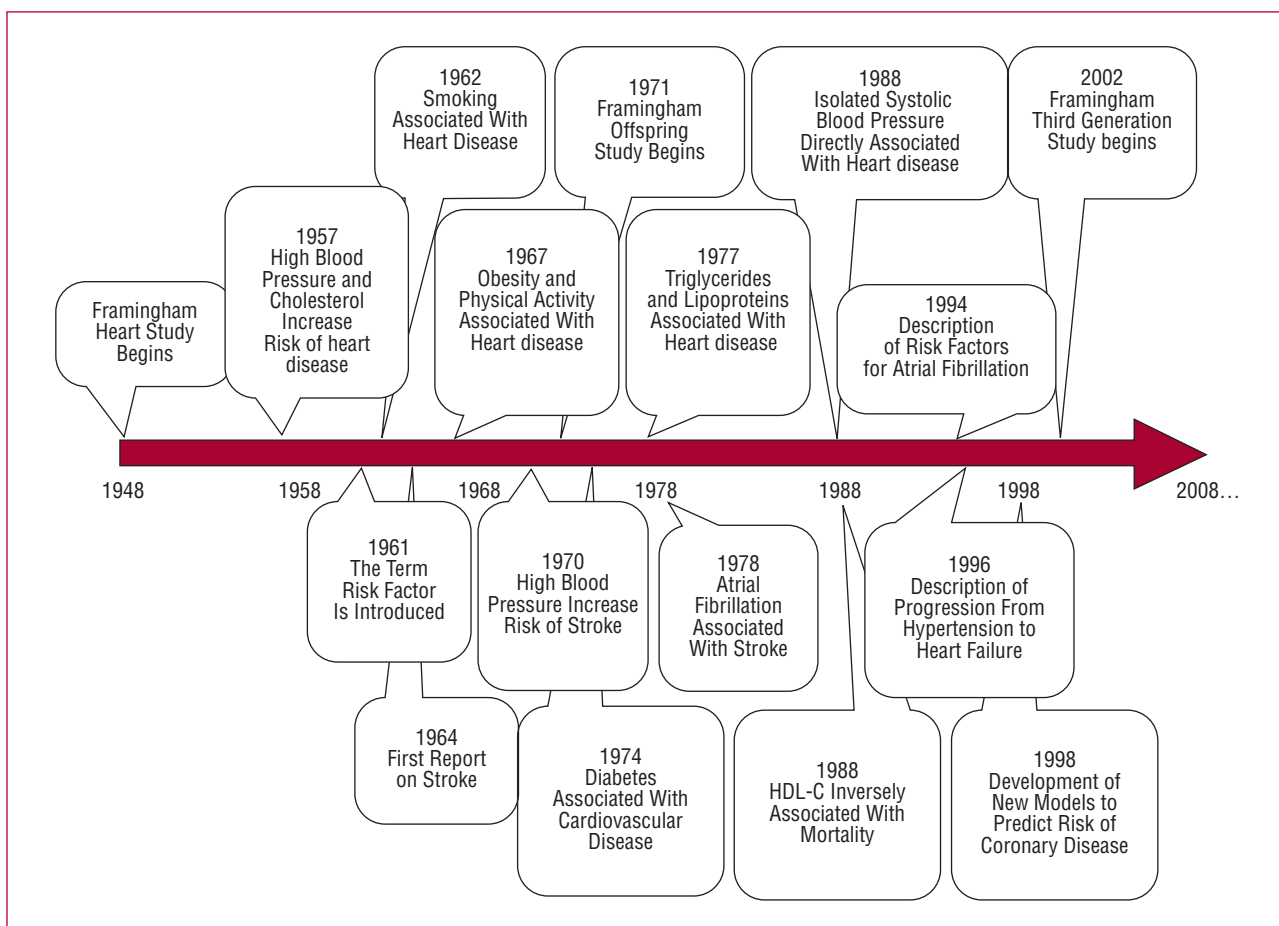 1962
Smoking
Associated With
Heart Disease
1971
Framingham
Offspring
Study Begins
1988
Isolated Systolic
Blood Pressure
Directly Associated
With Heart disease
2002
Framingham
Third Generation
Study begins
Framingham
Heart Study
Begins
1957
High Blood
Pressure and
Cholesterol
Increase
Risk of heart
disease
1967
Obesity and
Physical Activity
Associated With
Heart disease
1977
Triglycerides
and Lipoproteins
Associated With
Heart disease
1994
Description
of Risk Factors
for Atrial Fibrillation
1948
1958
1968
1978
1988
1998
2008…
1961
The Term
Risk Factor
Is Introduced
1970
High Blood
Pressure Increase
Risk of Stroke
1978
Atrial
Fibrillation
Associated
With Stroke
1996
Description of
Progression From
Hypertension to
Heart Failure
1964
First Report
on Stroke
1974
Diabetes
Associated With
Cardiovascular
Disease
1988
HDL-C Inversely
Associated With
Mortality
1998
Development of
New Models to
Predict Risk of
Coronary Disease